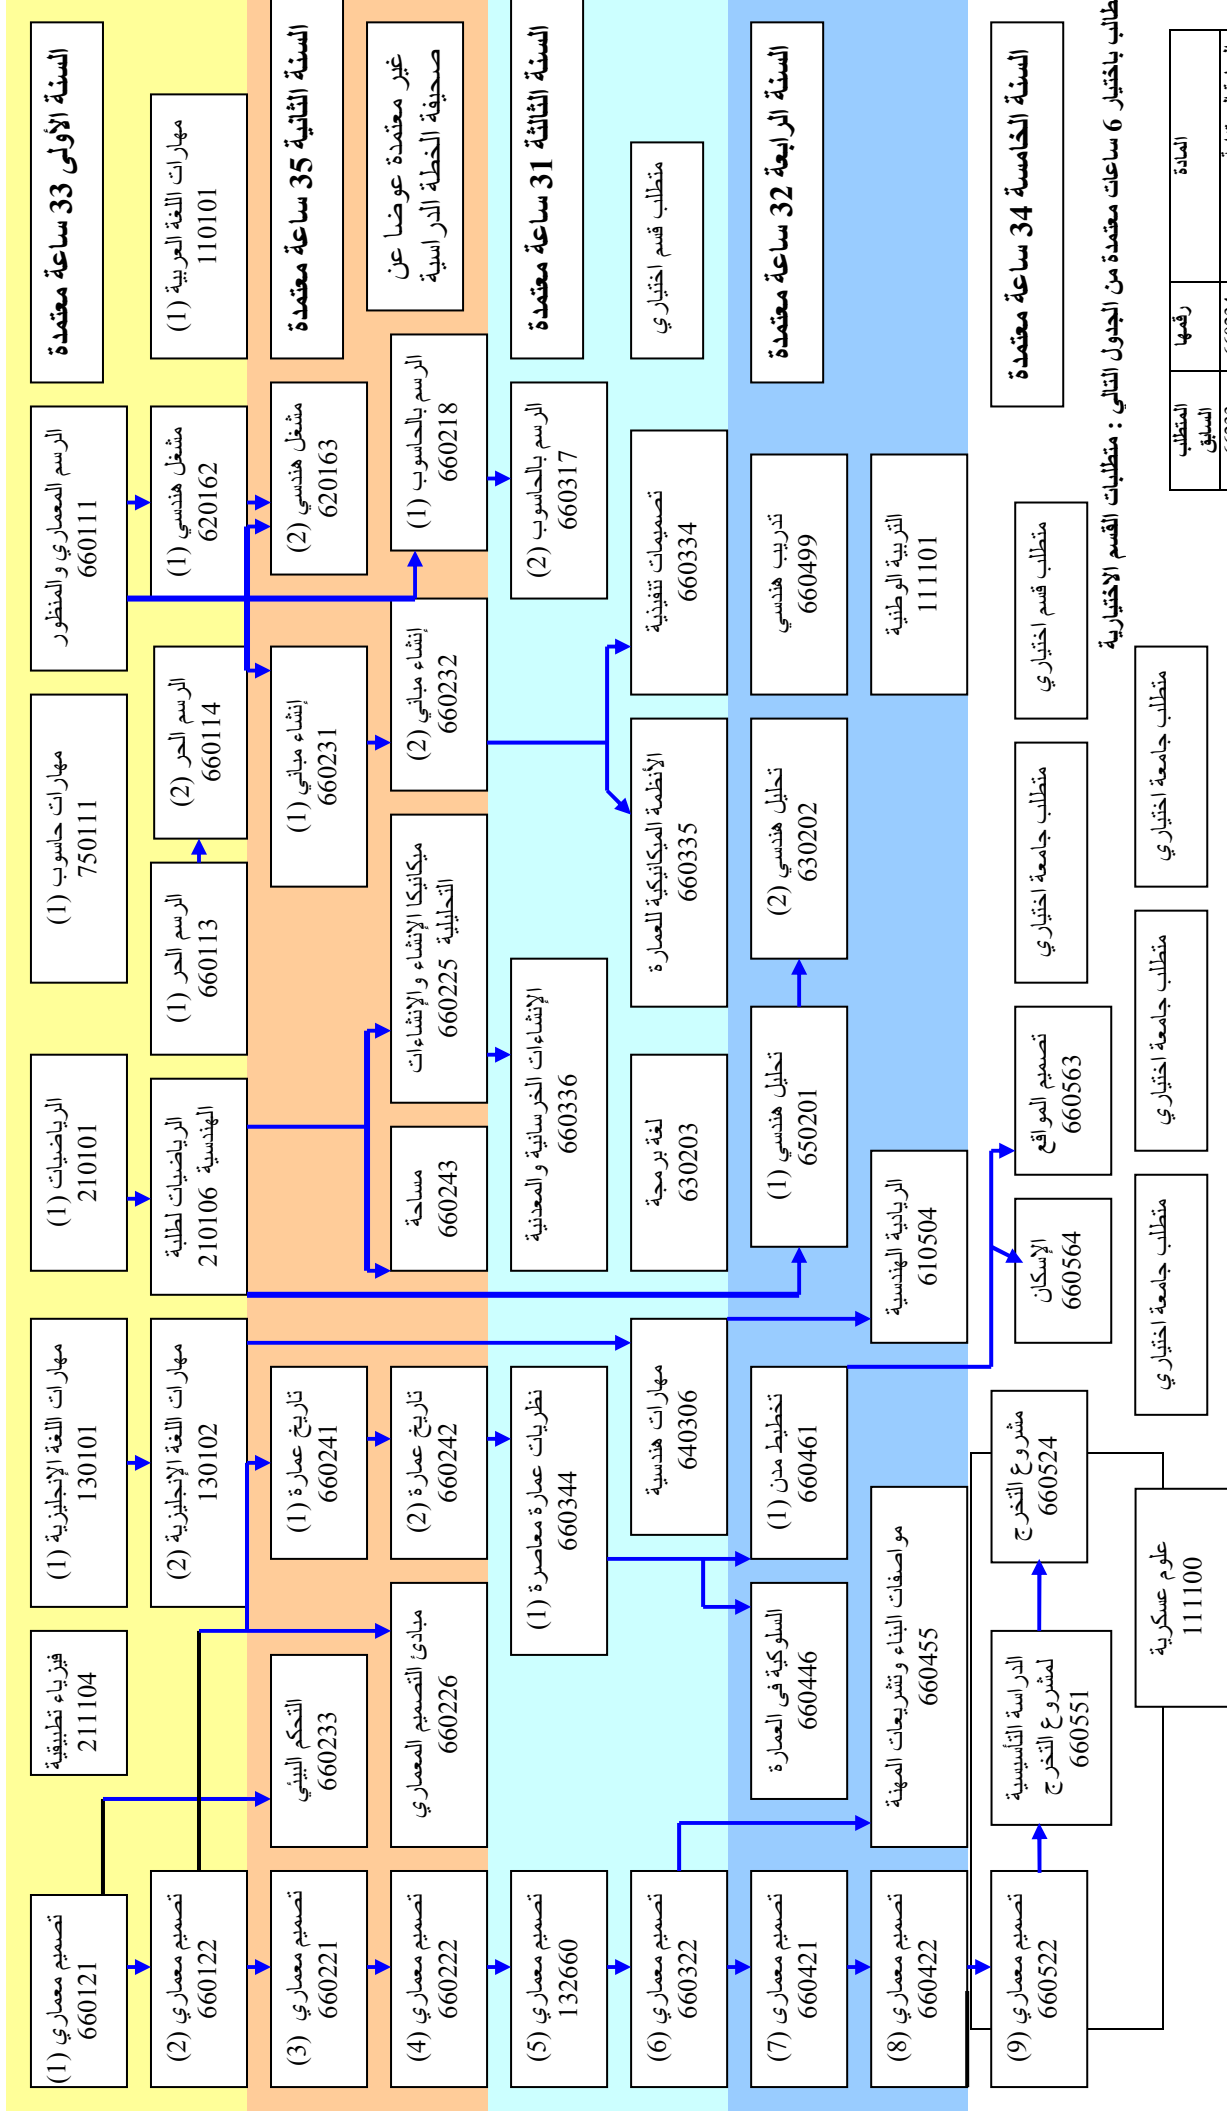 السنة الأولى 33 ساعة معتمدة
الرسم المعماري والمنظور
660111
مهارات حاسوب (1)
750111
الرياضيات (1)
210101
مهارات اللغة الإنجليزية (1)
130101
فيزياء تطبيقية
211104
تصميم معماري (1)
660121
مهارات اللغة العربية (1)
110101
مشغل هندسي (1)
620162
الرسم الحر (2)
660114
الرسم الحر (1)
660113
الرياضيات لطلبة
الهندسية 210106
مهارات اللغة الإنجليزية (2)
130102
تصميم معماري (2)
660122
السنة الثانية 35 ساعة معتمدة
مشغل هندسي (2)
620163
إنشاء مباني (1)
660231
تاريخ عمارة (1)
660241
التحكم البيئي
660233
تصميم معماري (3)
660221
غير معتمدة عوضا عن
صحيفة الخطة الدراسية
الرسم بالحاسوب (1)
660218
إنشاء مباني (2)
660232
ميكانيكا الإنشاء والإنشاءات
التحليلية 660225
مساحة
660243
تاريخ عمارة (2)
660242
مبادئ التصميم المعماري
660226
تصميم معماري (4)
660222
السنة الثالثة 31 ساعة معتمدة
الرسم بالحاسوب (2)
660317
الإنشاءات الخرسانية والمعدنية
660336
نظريات عمارة معاصرة (1)
660344
تصميم معماري (5)
132660
متطلب قسم اختياري
تصميمات تنفيذية
660334
الأنظمة الميكانيكية للعمارة
660335
لغة برمجة
630203
مهارات هندسية
640306
تصميم معماري (6)
660322
السنة الرابعة 32 ساعة معتمدة
تدريب هندسي
660499
تحليل هندسي (2)
630202
تحليل هندسي (1)
650201
تخطيط مدن (1)
660461
السلوكية فى العمارة
660446
تصميم معمارى (7)
660421
التربية الوطنية
111101
الريادية الهندسية
610504
مواصفات البناء وتشريعات المهنة
660455
تصميم معماري (8)
660422
السنة الخامسة 34 ساعة معتمدة
متطلب قسم اختياري
متطلب جامعة اختياري
تصميم المواقع
660563
الإسكان
660564
مشروع التخرج
660524
الدراسة التأسيسية
لمشروع التخرج
660551
تصميم معماري (9)
660522
باختيار 6 ساعات معتمدة من الجدول التالي : متطلبات القسم الاختيارية
متطلب جامعة اختياري
متطلب جامعة اختياري
متطلب جامعة اختياري
علوم عسكرية
111100
المادة
رقمها
المتطلب
السابق